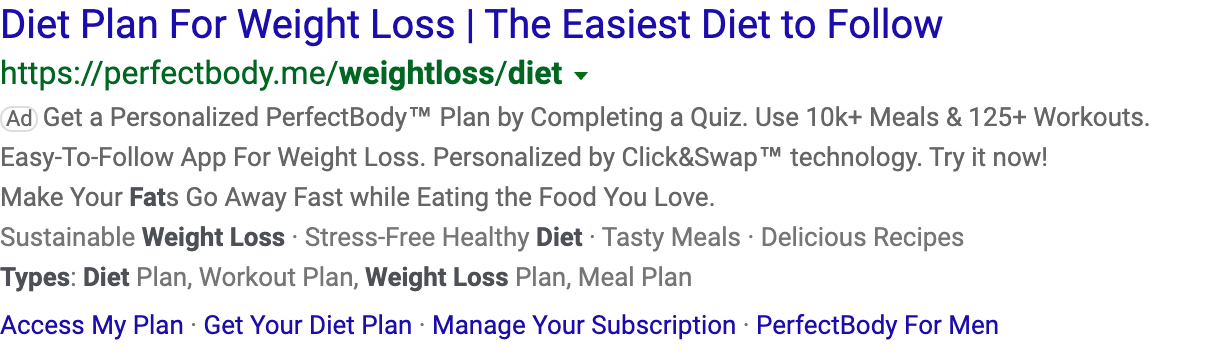 Diet Plan For Weight Loss | The Easiest Diet to Follow
https://perfectbody.me/weightloss/diet
Ad Get a Personalized PerfectBody™ Plan by Completing a Quiz. Use 10k+ Meals & 125+ Workouts.
Easy-To-Follow App For Weight Loss. Personalized by Click&Swap™ technology. Try it now!
Make Your Fats Go Away Fast while Eating the Food You Love.
Sustainable Weight Loss · Stress-Free Healthy Diet · Tasty Meals · Delicious Recipes
Types: Diet Plan, Workout Plan, Weight Loss Plan, Meal Plan
Access My Plan · Get Your Diet Plan · Manage Your Subscription · PerfectBody For Men